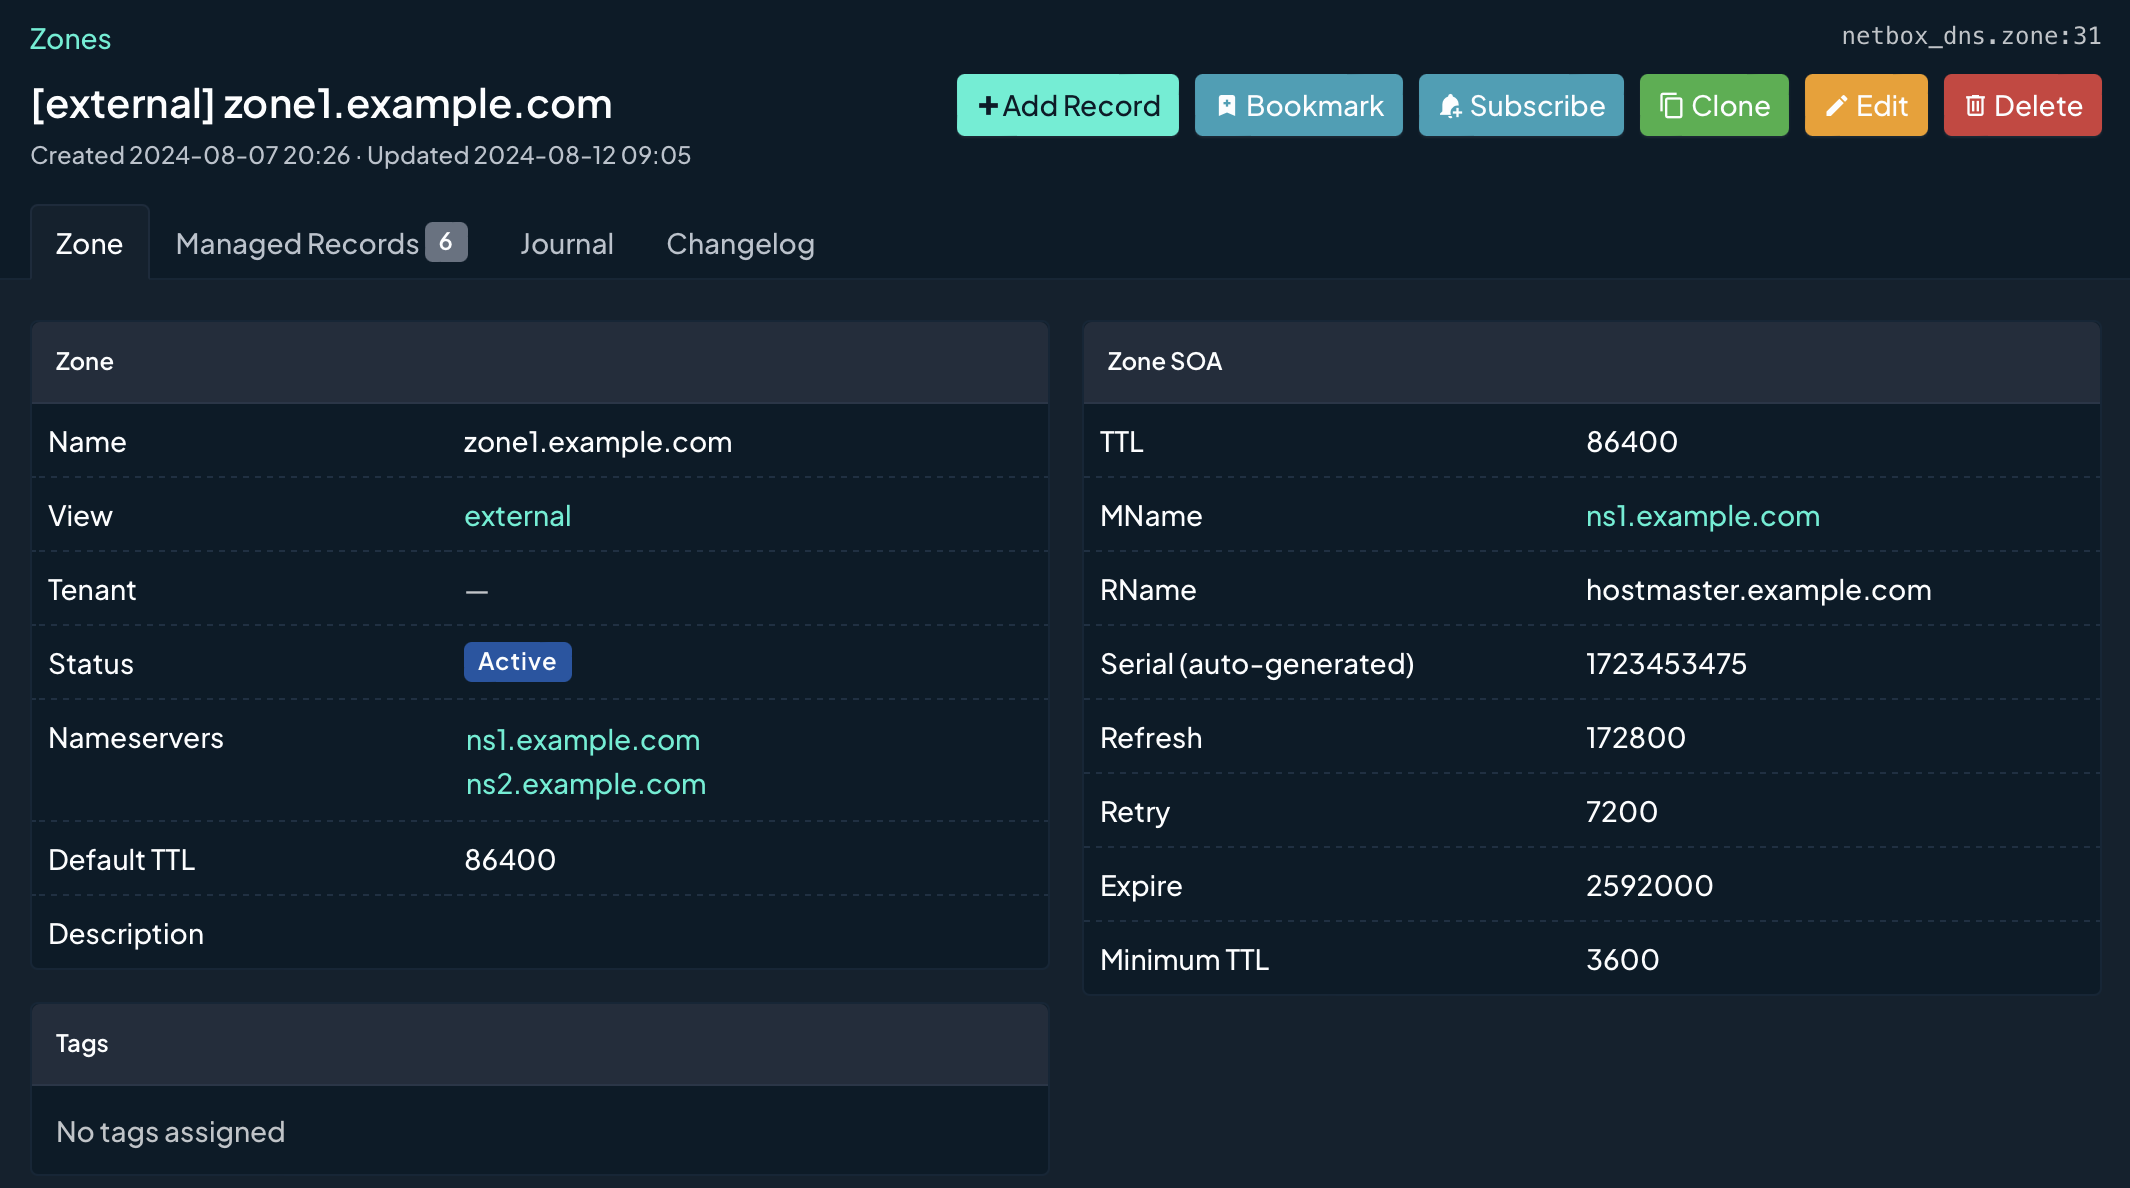 Zones
netbox_dns.zone:31
[external] zone1.example.com
+Add Record Bookmark Subscribe Clone Edit Delete
Created 2024-08-07 20:26 · Updated 2024-08-12 09:05
Zone Managed Records 6 Journal Changelog
Zone
Name zone1.example.com
View external
Tenant —
Status Active
Nameservers ns1.example.com
ns2.example.com
Default TTL 86400
Description
Tags
No tags assigned
Zone SOA
TTL 86400
MName ns1.example.com
RName hostmaster.example.com
Serial (auto-generated) 1723453475
Refresh 172800
Retry 7200
Expire 2592000
Minimum TTL 3600